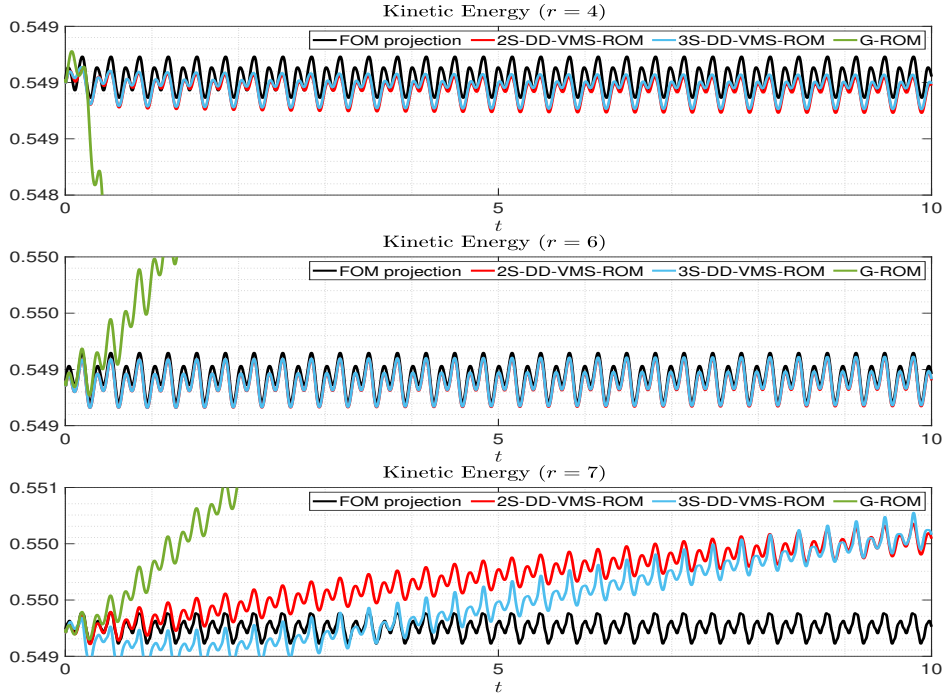 Kinetic Energy (r = 4)
0.549
FOM projection 2S-DD-VMS-ROM 3S-DD-VMS-ROM G-ROM
0.549
0.549
0.548
0 5 10
t
Kinetic Energy (r = 6)
0.550
FOM projection 2S-DD-VMS-ROM 3S-DD-VMS-ROM G-ROM
0.550
0.549
0.549
0 5 10
t
Kinetic Energy (r = 7)
0.551
FOM projection 2S-DD-VMS-ROM 3S-DD-VMS-ROM G-ROM
0.550
0.550
0.549
0 5 10
t